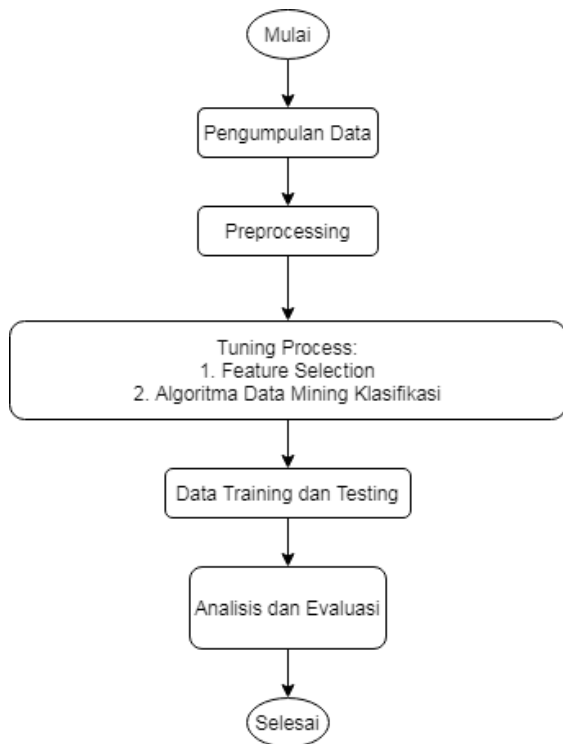 Mulai
Pengumpulan Data
Preprocessing
Tuning Process:
1. Feature Selection
2. Algoritma Data Mining Klasifikasi
Data Training dan Testing
Analisis dan Evaluasi
Selesai